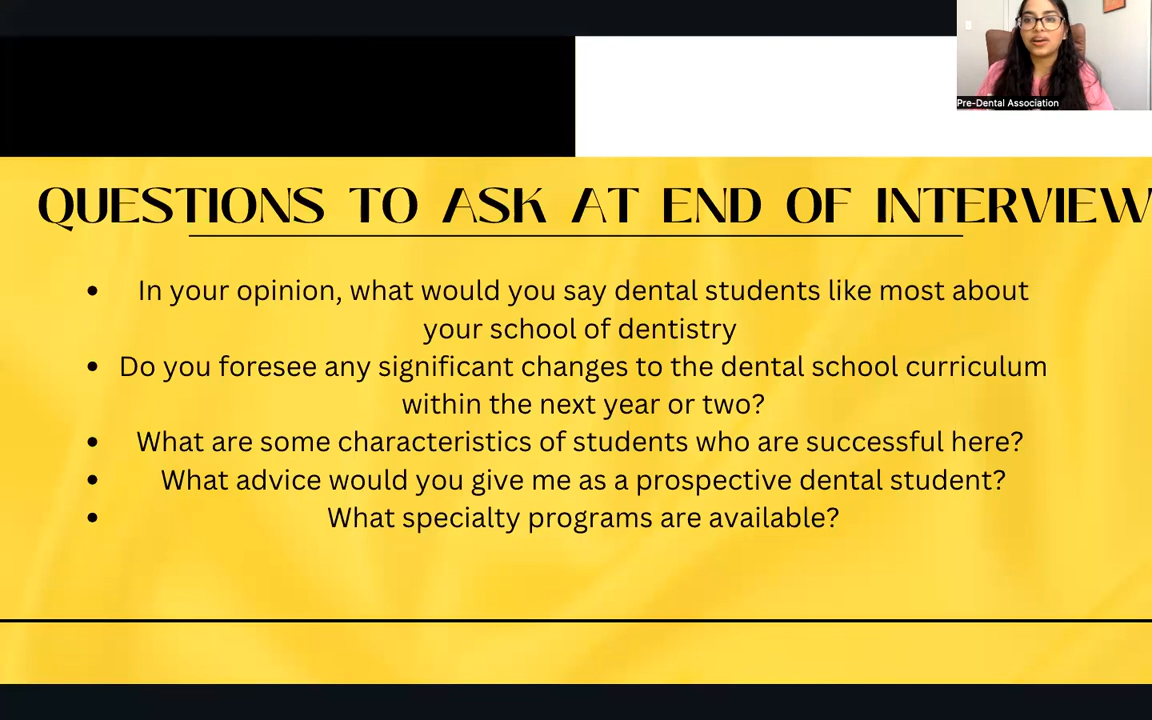 Pre-Dental Association
QUESTIONS TO ASK AT END OF INTERVIEW
• In your opinion, what would you say dental students like most about
your school of dentistry
• Do you foresee any significant changes to the dental school curriculum
within the next year or two?
• What are some characteristics of students who are successful here?
• What advice would you give me as a prospective dental student?
• What specialty programs are available?